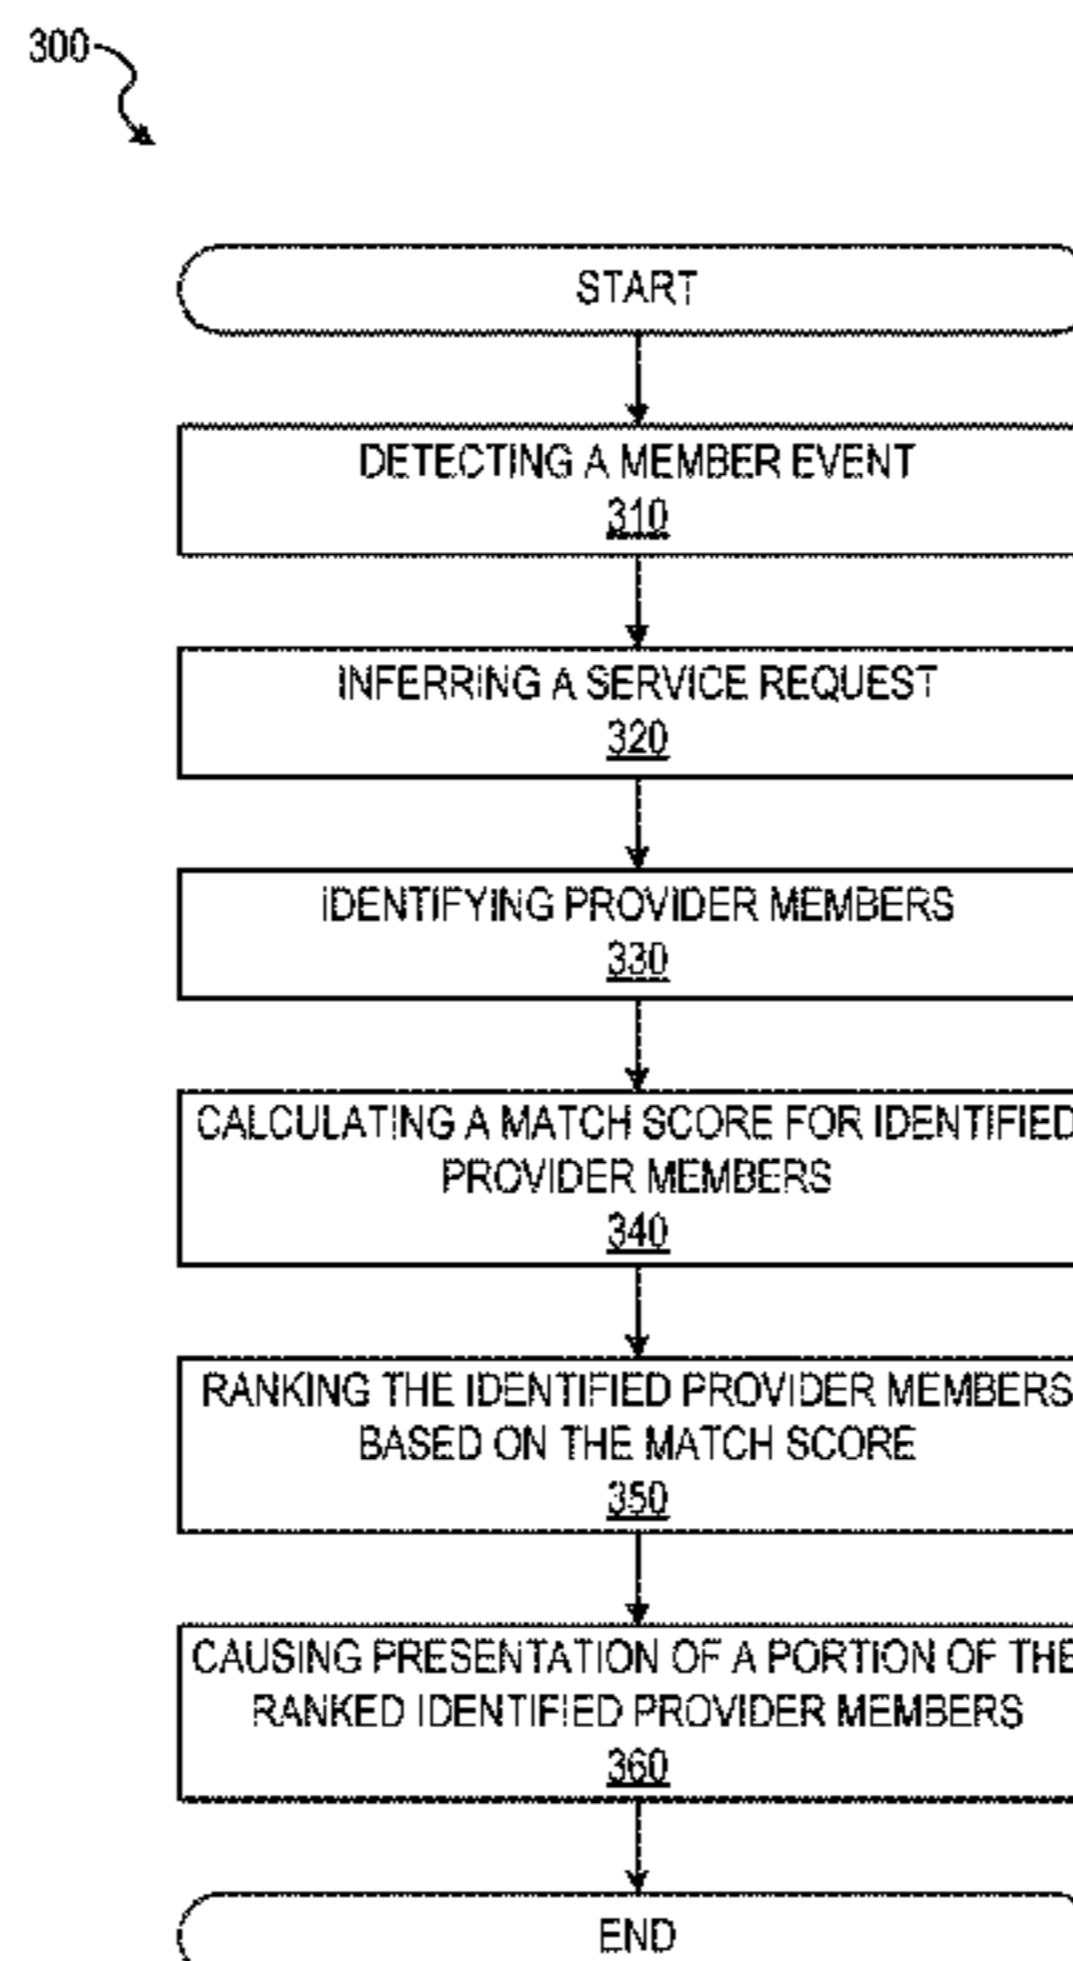 300
START
DETECTING A MEMBER EVENT
310
INFERRING A SERVICE REQUEST
320
IDENTIFYING PROVIDER MEMBERS
330
CALCULATING A MATCH SCORE FOR IDENTIFIED
PROVIDER MEMBERS
340
RANKING THE IDENTIFIED PROVIDER MEMBERS
BASED ON THE MATCH SCORE
350
CAUSING PRESENTATION OF A PORTION OF THE
RANKED IDENTIFIED PROVIDER MEMBERS
360
END